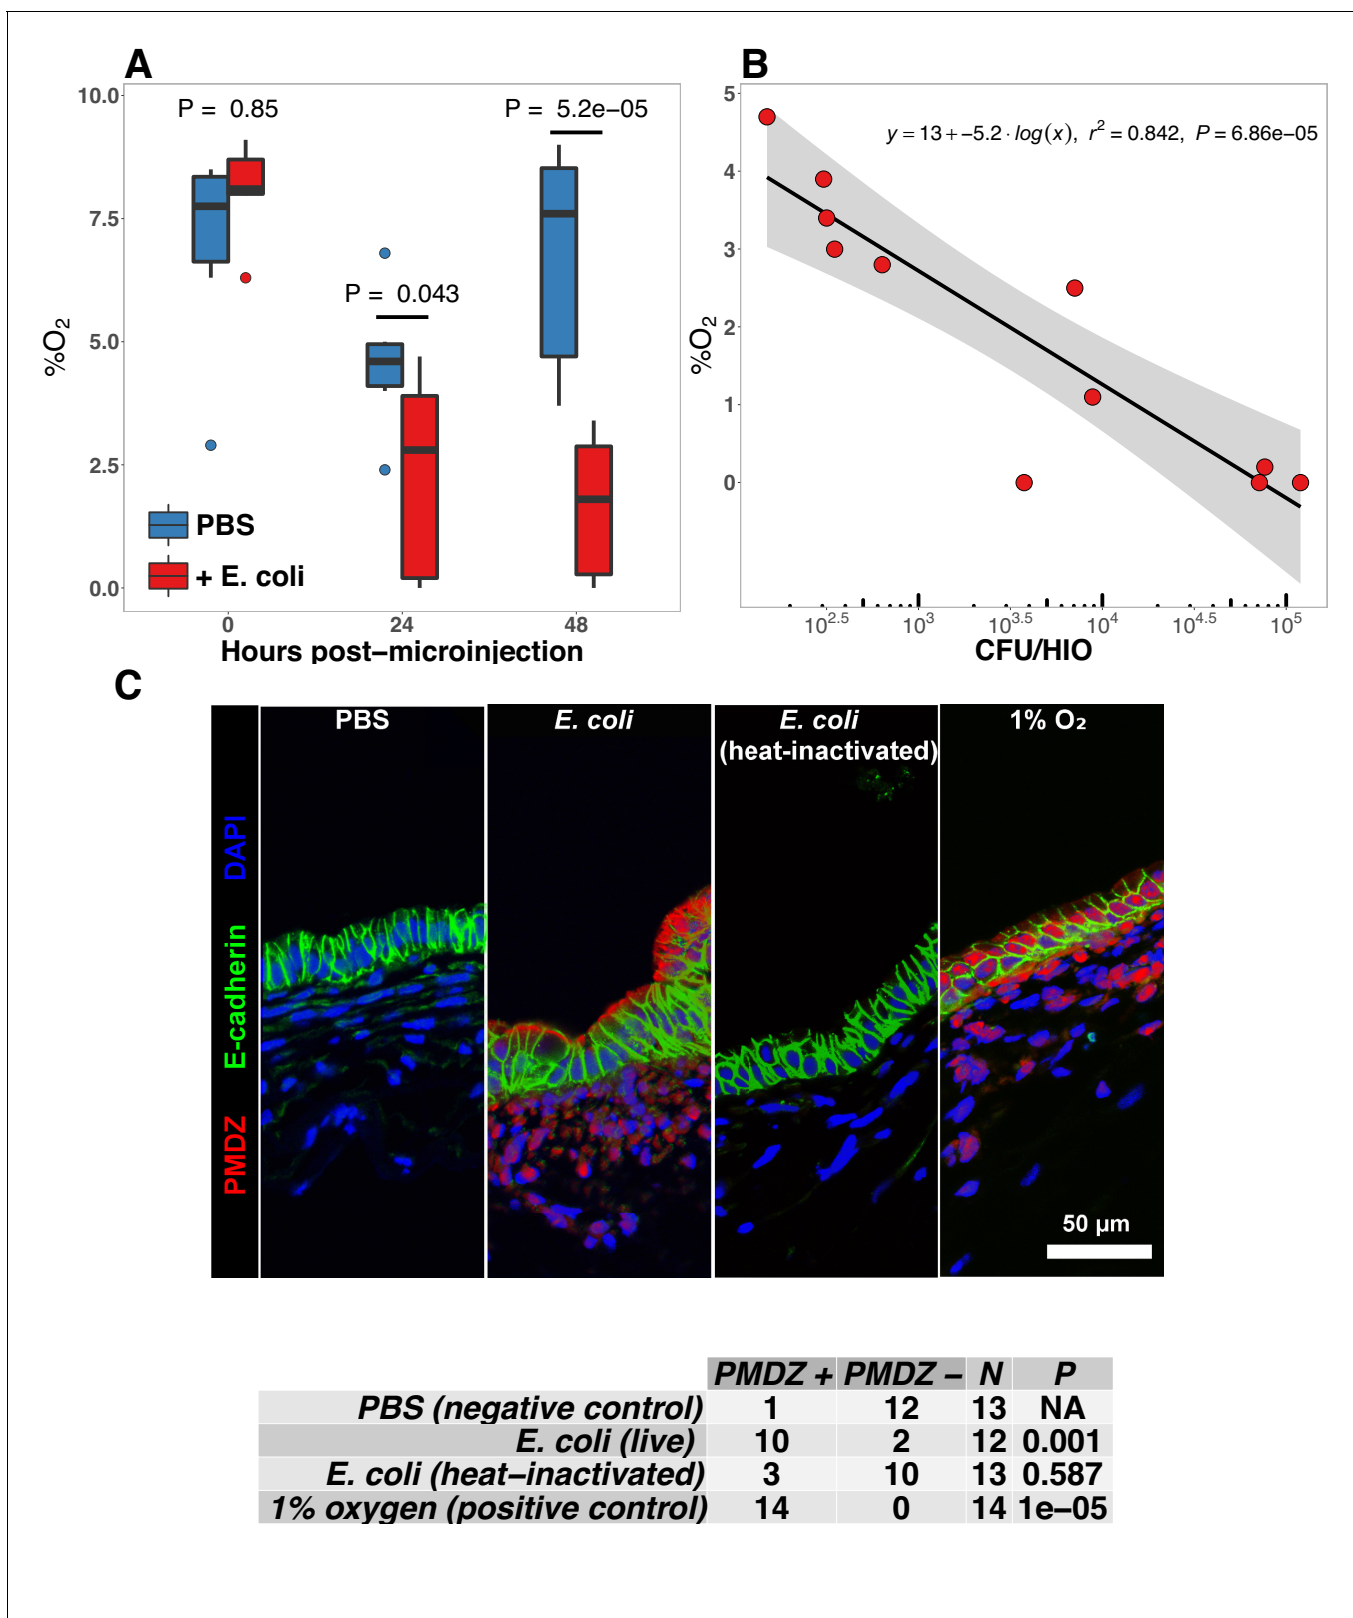 A
P = 0.85
P = 5.2e−05
P = 0.043
10.0
7.5
5.0
2.5
0.0
%O₂
PBS
+ E. coli
0
24
48
Hours post−microinjection
B
y = 13 + −5.2 · log(x), r² = 0.842, P = 6.86e−05
5
4
3
2
1
0
%O₂
10^2.5
10^3
10^3.5
10^4
10^4.5
10^5
CFU/HIO
C
PMDZ E-cadherin DAPI
PBS
E. coli
E. coli
(heat-inactivated)
1% O₂
50 µm
PMDZ + PMDZ − N P
PBS (negative control) 1 12 13 NA
E. coli (live) 10 2 12 0.001
E. coli (heat−inactivated) 3 10 13 0.587
1% oxygen (positive control) 14 0 14 1e−05